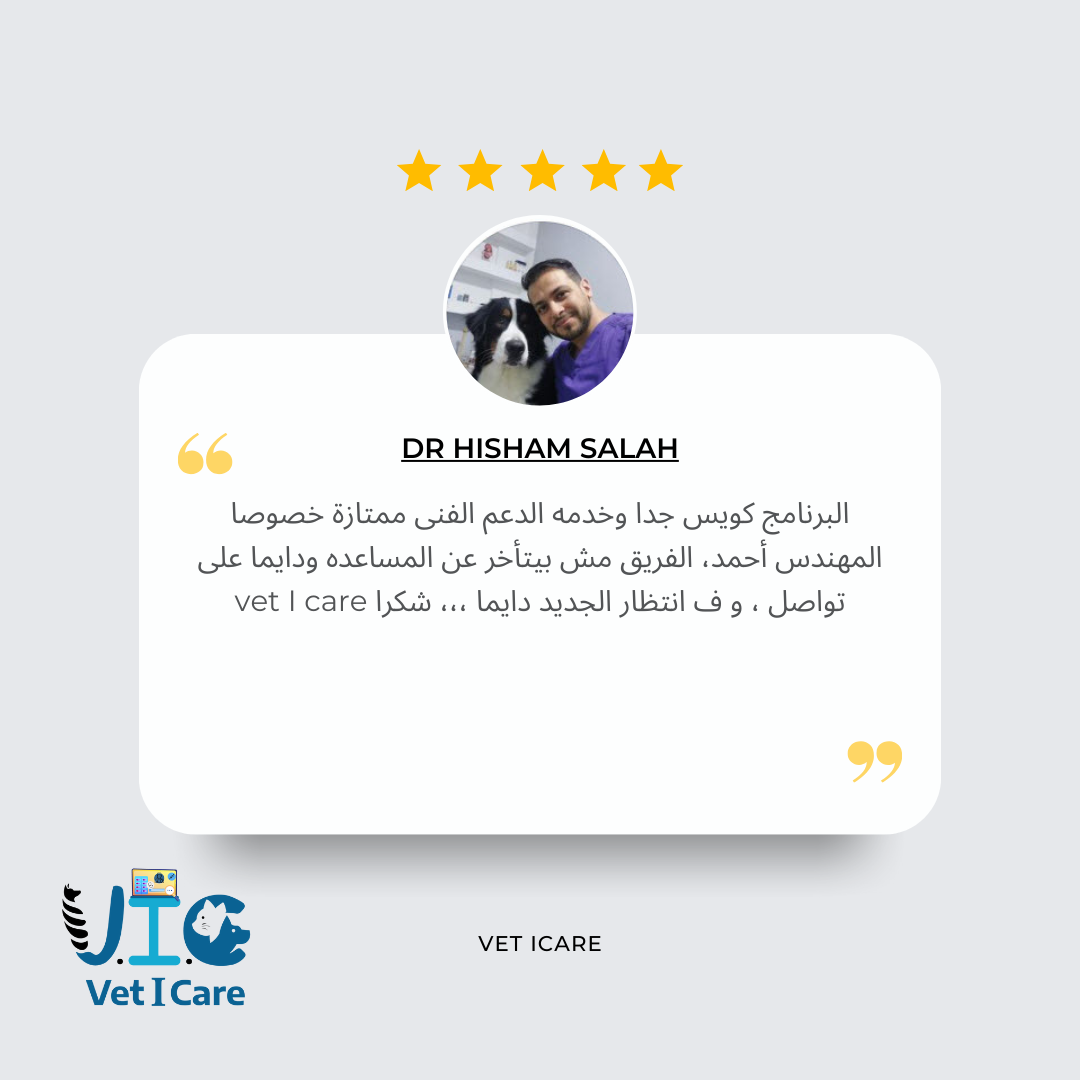 DR HISHAM SALAH
البرنامج كويس جدا وخدمه الدعم الفنى ممتازة خصوصا
المهندس أحمد، الفريق مش بيتأخر عن المساعده ودايما على
تواصل ، و ف انتظار الجديد دايما ،،، شكرا vet I care
V.I.C
Vet I Care
VET ICARE